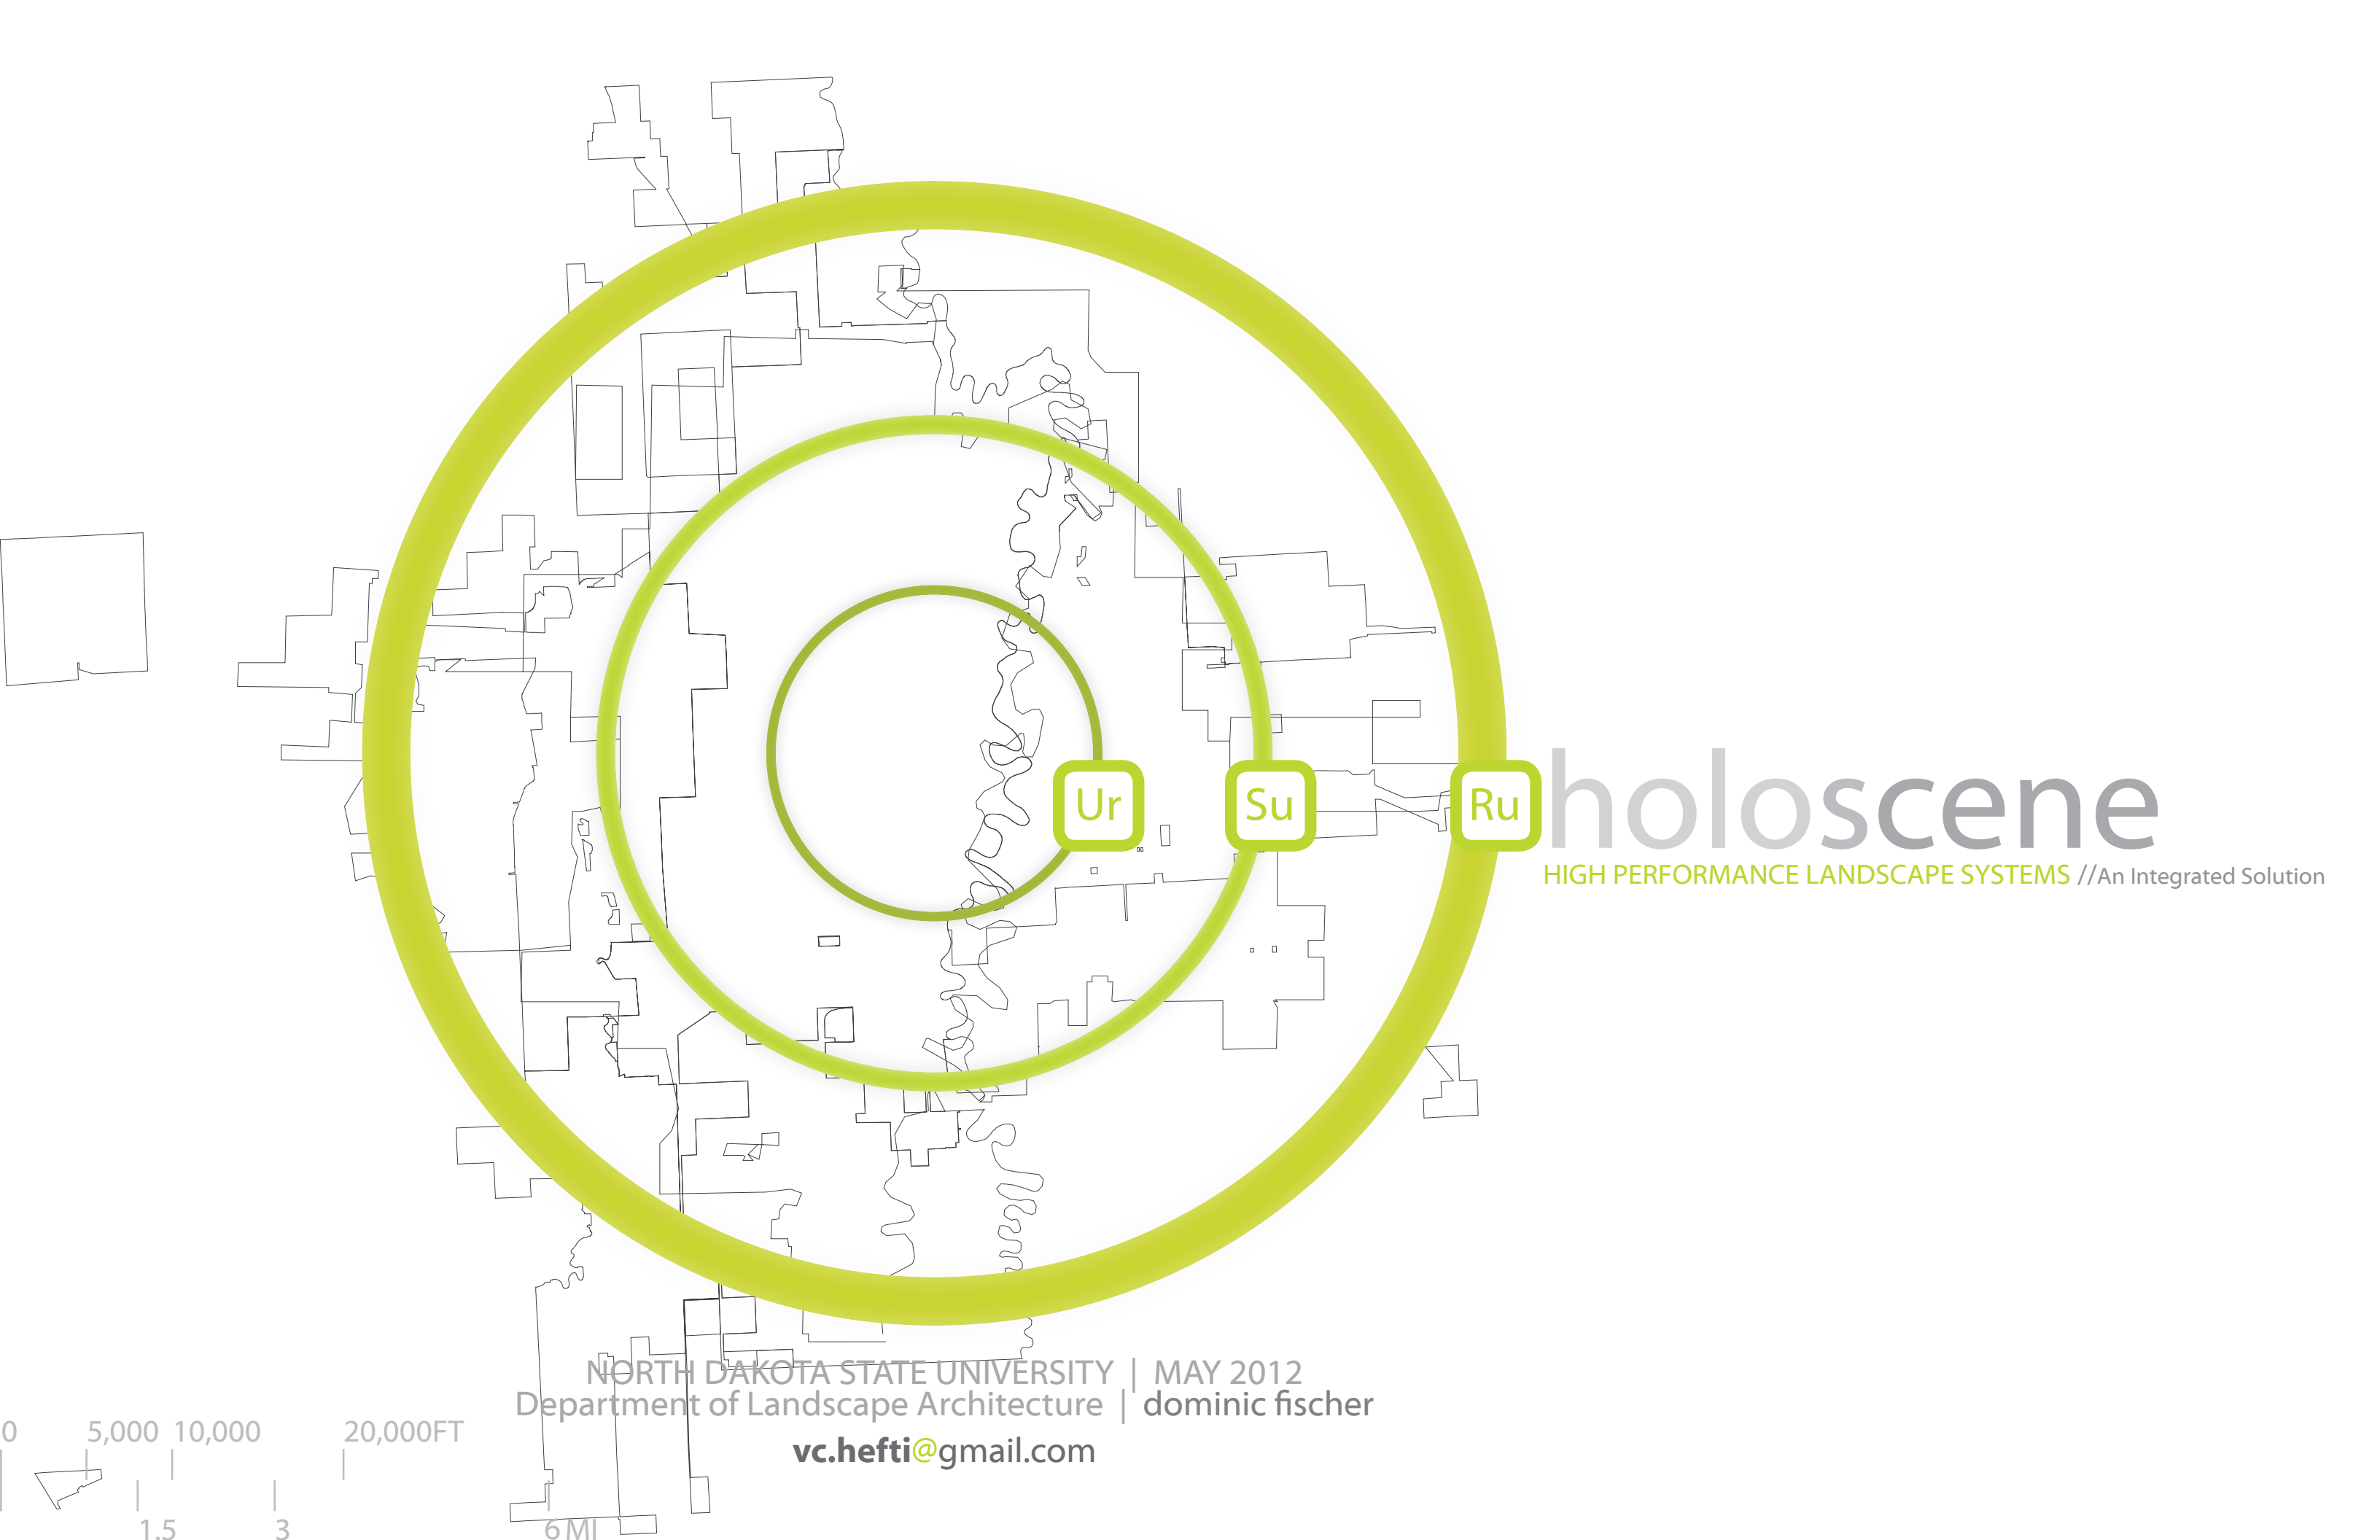 Ur Su Ru holoscene
HIGH PERFORMANCE LANDSCAPE SYSTEMS //An Integrated Solution
NORTH DAKOTA STATE UNIVERSITY | MAY 2012
Department of Landscape Architecture | dominic fischer
vc.hefti@gmail.com
0 5,000 10,000 20,000FT
1.5 3 6 MI